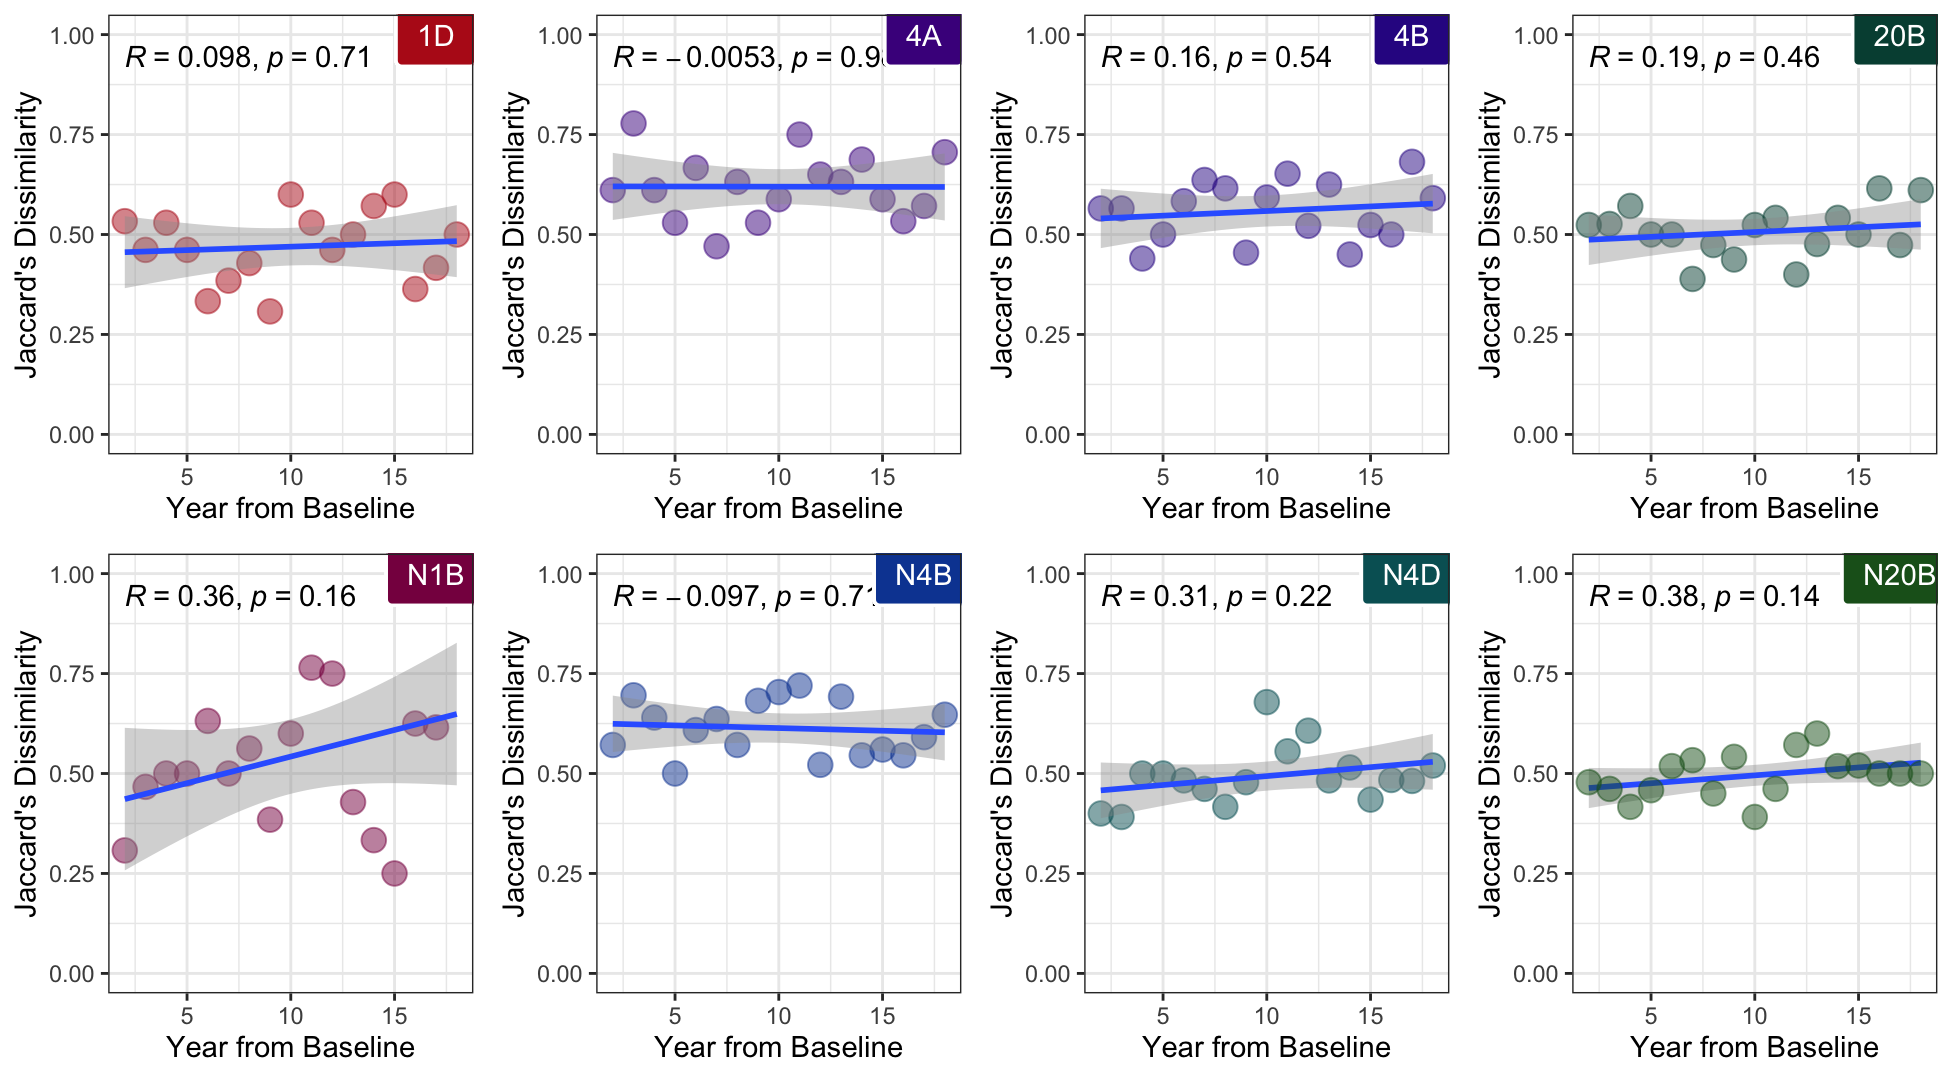 1D
R = 0.098, p = 0.71
1.00
0.75
0.50
0.25
0.00
5 10 15
Year from Baseline
Jaccard's Dissimilarity
4A
R = −0.0053, p =
1.00
0.75
0.50
0.25
0.00
5 10 15
Year from Baseline
Jaccard's Dissimilarity
4B
R = 0.16, p = 0.54
1.00
0.75
0.50
0.25
0.00
5 10 15
Year from Baseline
Jaccard's Dissimilarity
20B
R = 0.19, p = 0.46
1.00
0.75
0.50
0.25
0.00
5 10 15
Year from Baseline
Jaccard's Dissimilarity
N1B
R = 0.36, p = 0.16
1.00
0.75
0.50
0.25
0.00
5 10 15
Year from Baseline
Jaccard's Dissimilarity
N4B
R = −0.097, p = 0.71
1.00
0.75
0.50
0.25
0.00
5 10 15
Year from Baseline
Jaccard's Dissimilarity
N4D
R = 0.31, p = 0.22
1.00
0.75
0.50
0.25
0.00
5 10 15
Year from Baseline
Jaccard's Dissimilarity
N20B
R = 0.38, p = 0.14
1.00
0.75
0.50
0.25
0.00
5 10 15
Year from Baseline
Jaccard's Dissimilarity